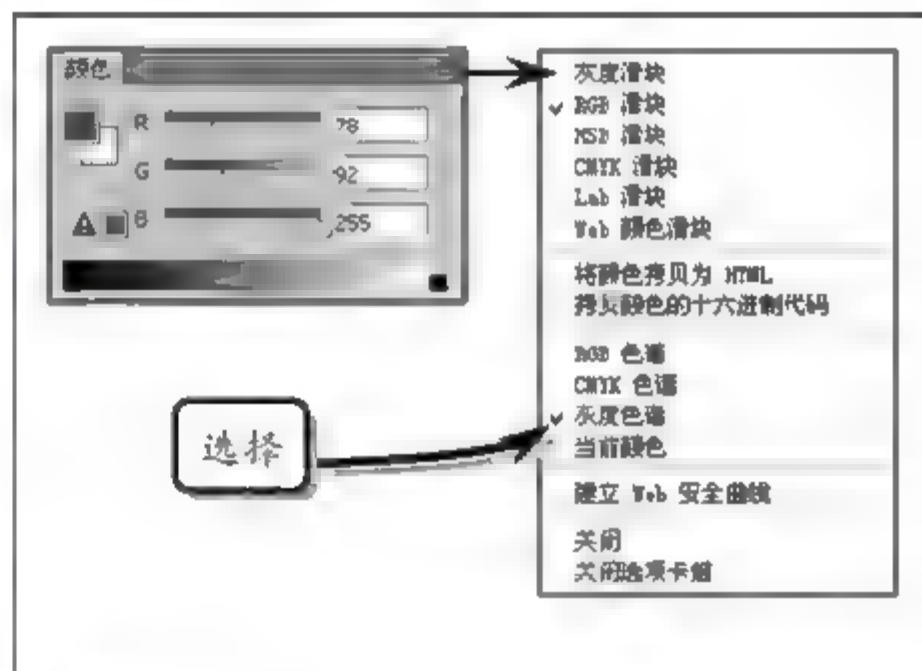 颜色
R 78
G 92
B 255
选择
灰度滑块
RGB 滑块
HSB 滑块
CMYK 滑块
Lab 滑块
Web 颜色滑块
将颜色拷贝为 HTML
拷贝颜色的十六进制代码
RGB 色谱
CMYK 色谱
灰度色谱
当前颜色
建立 Web 安全曲线
关闭
关闭选项卡组